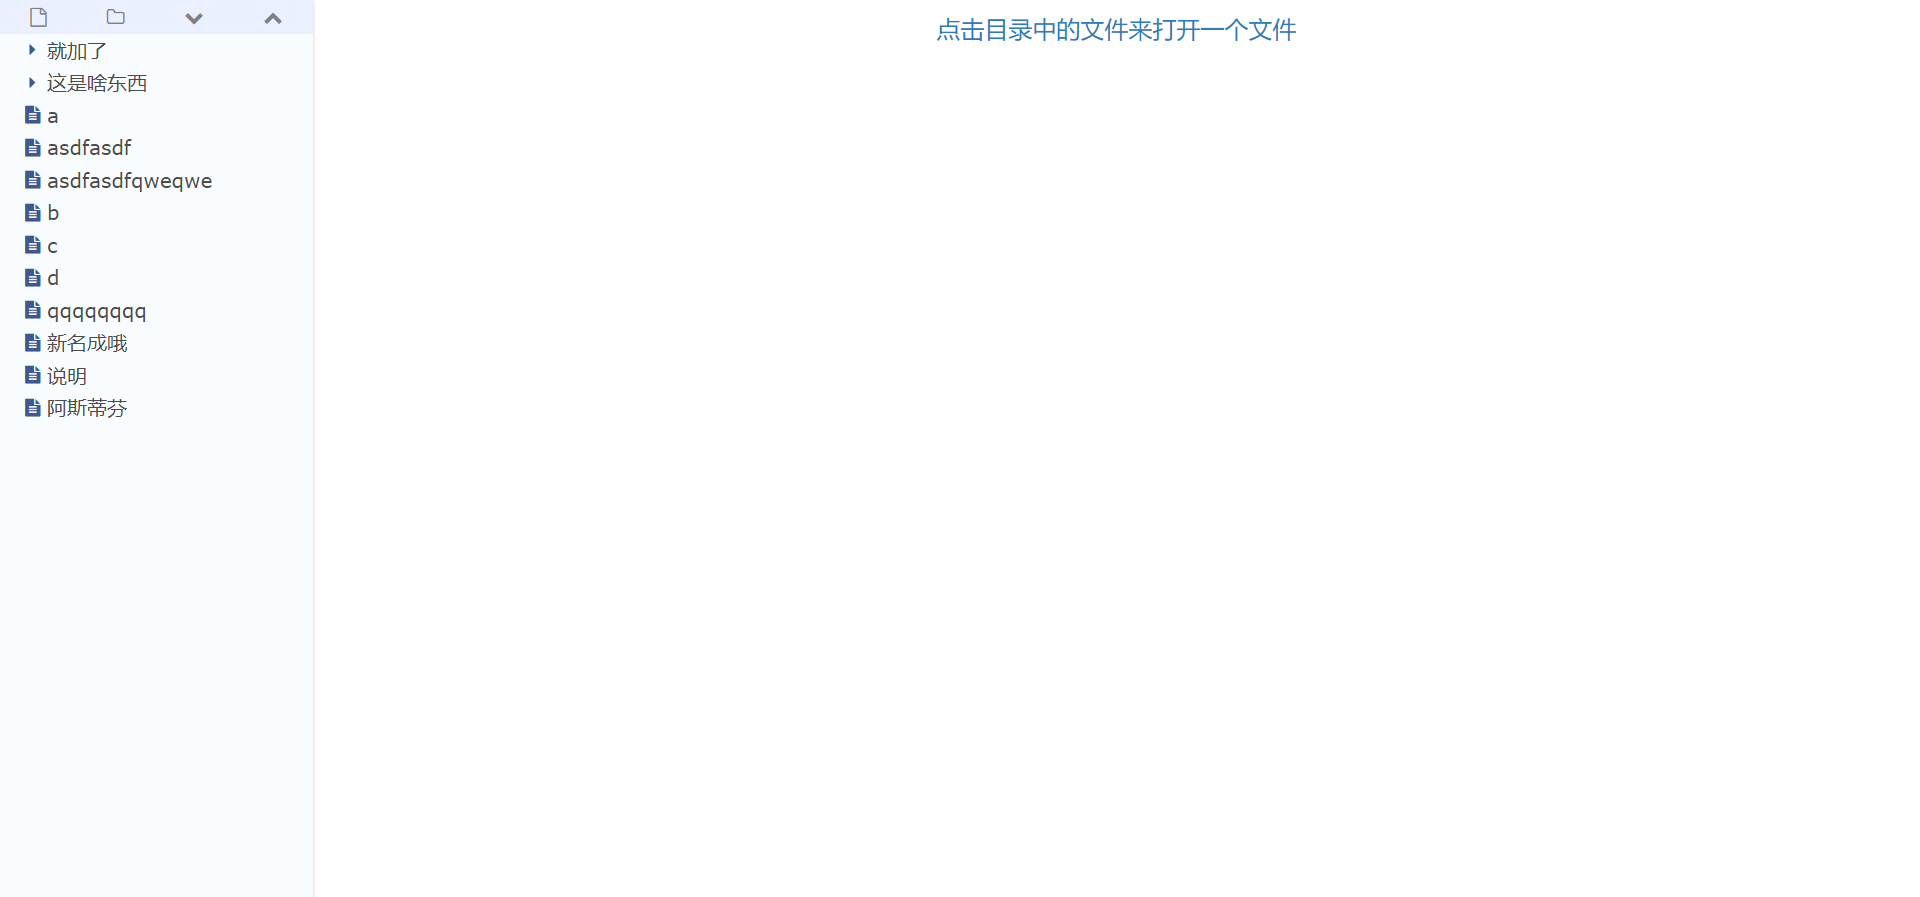 点击目录中的文件来打开一个文件
就加了
这是啥东西
a
asdfasdf
asdfasdfqweqwe
b
c
d
qqqqqqqq
新名成哦
说明
阿斯蒂芬